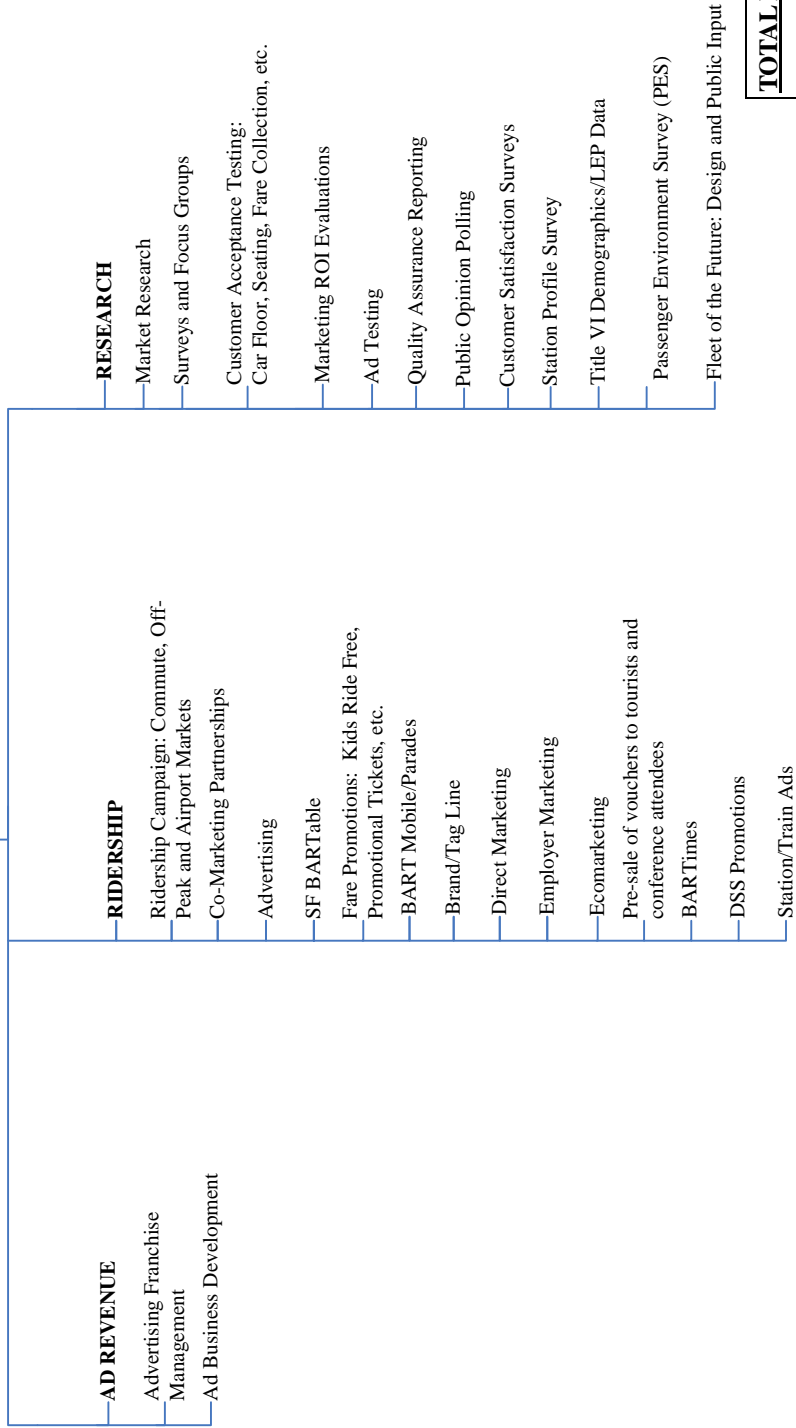 AD REVENUE
Advertising Franchise
Management
Ad Business Development
RIDERSHIP
Ridership Campaign: Commute, Off-
Peak and Airport Markets
Co-Marketing Partnerships
Advertising
SF BARTable
Fare Promotions: Kids Ride Free,
Promotional Tickets, etc.
BART Mobile/Parades
Brand/Tag Line
Direct Marketing
Employer Marketing
Ecomarketing
Pre-sale of vouchers to tourists and
conference attendees
BARTimes
DSS Promotions
Station/Train Ads
RESEARCH
Market Research
Surveys and Focus Groups
Customer Acceptance Testing:
Car Floor, Seating, Fare Collection, etc.
Marketing ROI Evaluations
Ad Testing
Quality Assurance Reporting
Public Opinion Polling
Customer Satisfaction Surveys
Station Profile Survey
Title VI Demographics/LEP Data
Passenger Environment Survey (PES)
Fleet of the Future: Design and Public Input
TOTAL